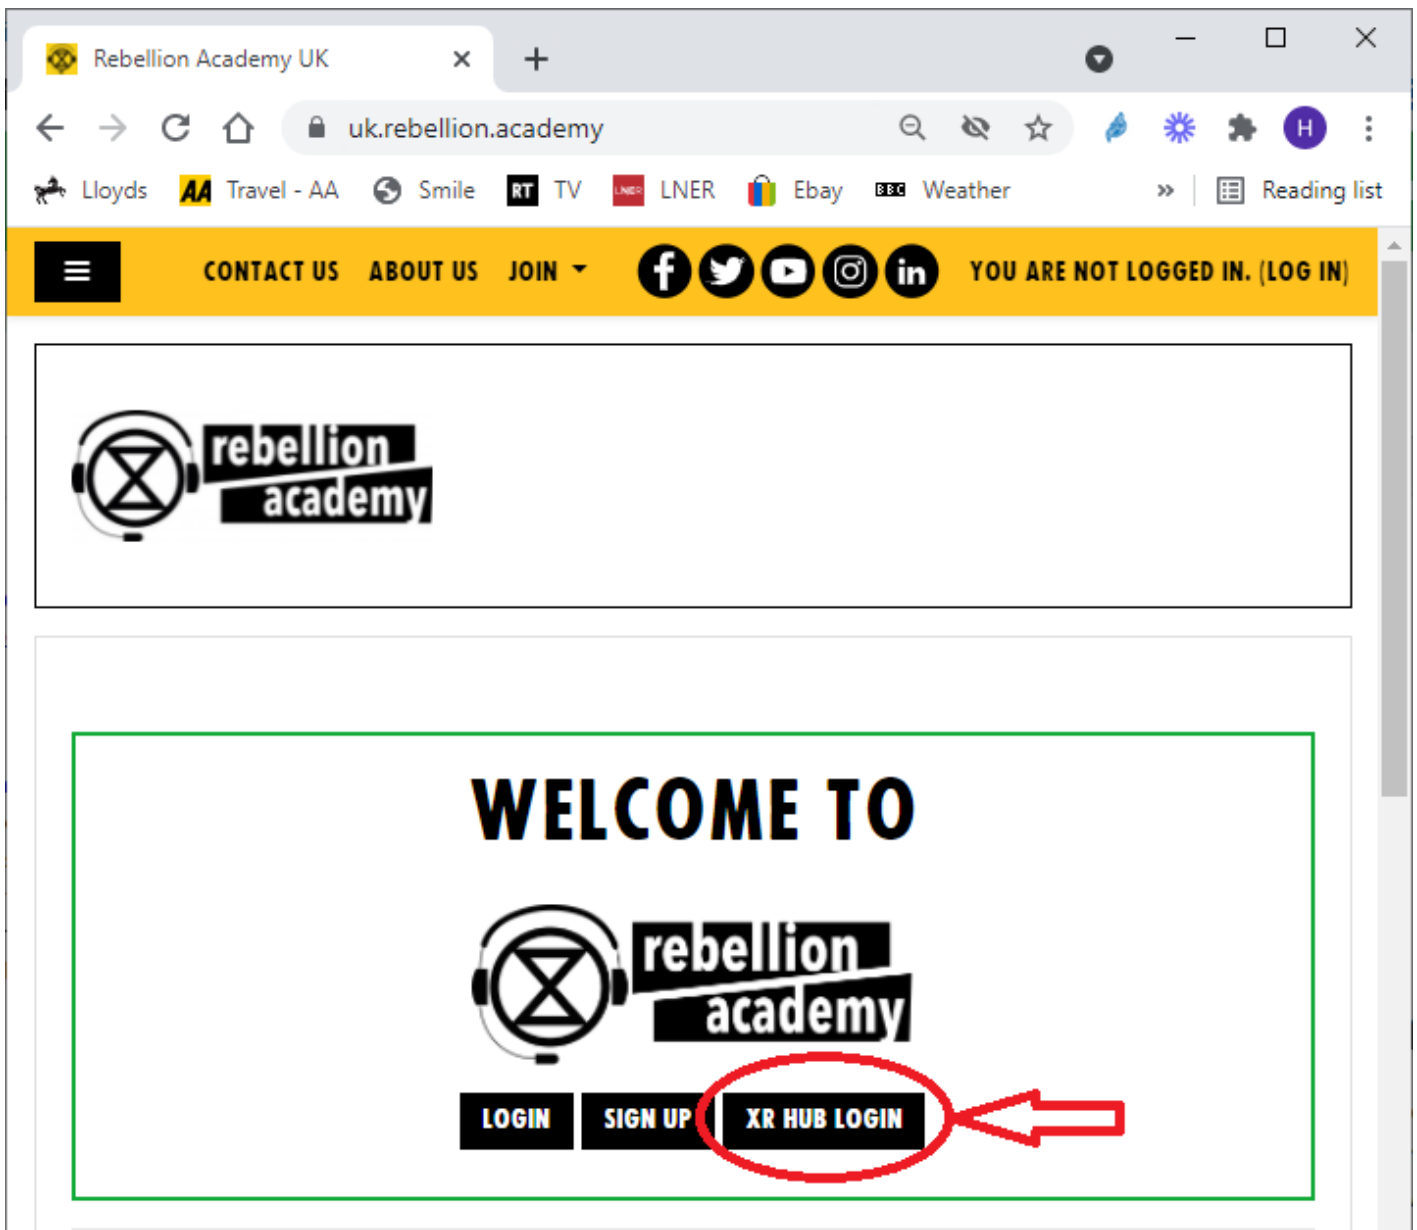 Rebellion Academy UK
uk.rebellion.academy
H
Lloyds AA Travel - AA Smile RT TV LNER LNER Ebay BBC Weather » Reading list
CONTACT US ABOUT US JOIN YOU ARE NOT LOGGED IN. (LOG IN)
rebellion
academy
WELCOME TO
rebellion
academy
LOGIN SIGN UP XR HUB LOGIN